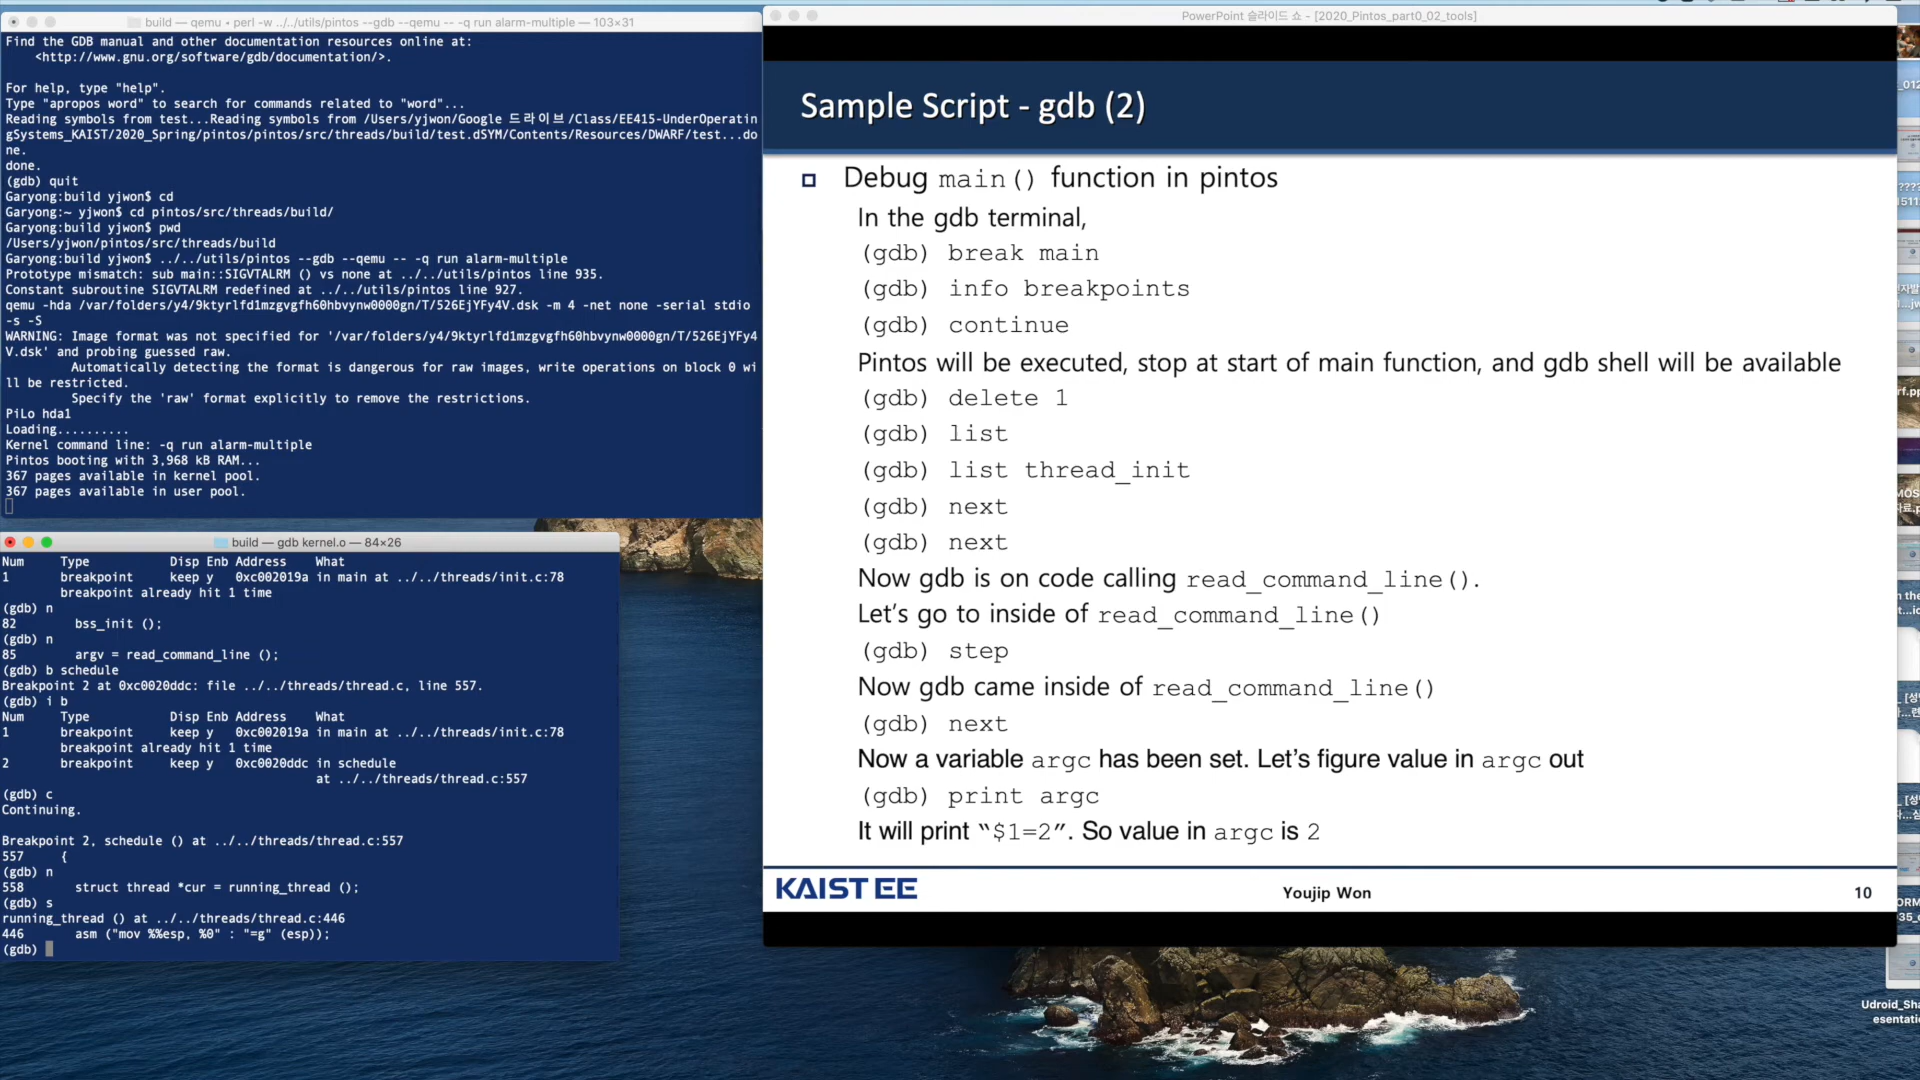 build — qemu • perl -w ../../utils/pintos --gdb --qemu -- -q run alarm-multiple — 103×31
Find the GDB manual and other documentation resources online at:
<http://www.gnu.org/software/gdb/documentation/>.
For help, type "help".
Type "apropos word" to search for commands related to "word"...
Reading symbols from test...Reading symbols from /Users/yjwon/Google 드라이브/Class/EE415-UnderOperatin
gSystems_KAIST/2020_Spring/pintos/pintos/src/threads/build/test.dSYM/Contents/Resources/DWARF/test...do
ne.
done.
(gdb) quit
Garyong:build yjwon$ cd
Garyong:~ yjwon$ cd pintos/src/threads/build/
Garyong:build yjwon$ pwd
/Users/yjwon/pintos/src/threads/build
Garyong:build yjwon$ ../../utils/pintos --gdb --qemu -- -q run alarm-multiple
Prototype mismatch: sub main::SIGVTALRM () vs none at ../../utils/pintos line 935.
Constant subroutine SIGVTALRM redefined at ../../utils/pintos line 927.
qemu -hda /var/folders/y4/9ktyrlfd1mzgvgfh60hbvynw0000gn/T/526EjYFy4V.dsk -m 4 -net none -serial stdio
-s -S
WARNING: Image format was not specified for '/var/folders/y4/9ktyrlfd1mzgvgfh60hbvynw0000gn/T/526EjYFy4
V.dsk' and probing guessed raw.
Automatically detecting the format is dangerous for raw images, write operations on block 0 wi
ll be restricted.
Specify the 'raw' format explicitly to remove the restrictions.
PiLo hda1
Loading..........
Kernel command line: -q run alarm-multiple
Pintos booting with 3,968 kB RAM...
367 pages available in kernel pool.
367 pages available in user pool.
build — gdb kernel.o — 84×26
Num Type Disp Enb Address What
1 breakpoint keep y 0xc002019a in main at ../../threads/init.c:78
breakpoint already hit 1 time
(gdb) n
82 bss_init ();
(gdb) n
85 argv = read_command_line ();
(gdb) b schedule
Breakpoint 2 at 0xc0020ddc: file ../../threads/thread.c, line 557.
(gdb) i b
Num Type Disp Enb Address What
1 breakpoint keep y 0xc002019a in main at ../../threads/init.c:78
breakpoint already hit 1 time
2 breakpoint keep y 0xc0020ddc in schedule
at ../../threads/thread.c:557
(gdb) c
Continuing.
Breakpoint 2, schedule () at ../../threads/thread.c:557
557 {
(gdb) n
558 struct thread *cur = running_thread ();
(gdb) s
running_thread () at ../../threads/thread.c:446
446 asm ("mov %%esp, %0" : "=g" (esp));
(gdb)
PowerPoint 슬라이드 쇼 - [2020_Pintos_part0_02_tools]
Sample Script - gdb (2)
Debug main() function in pintos
In the gdb terminal,
(gdb) break main
(gdb) info breakpoints
(gdb) continue
Pintos will be executed, stop at start of main function, and gdb shell will be available
(gdb) delete 1
(gdb) list
(gdb) list thread_init
(gdb) next
(gdb) next
Now gdb is on code calling read_command_line().
Let's go to inside of read_command_line()
(gdb) step
Now gdb came inside of read_command_line()
(gdb) next
Now a variable argc has been set. Let's figure value in argc out
(gdb) print argc
It will print “$1=2”. So value in argc is 2
KAIST EE
Youjip Won
10
Udroid_Sha
esentati